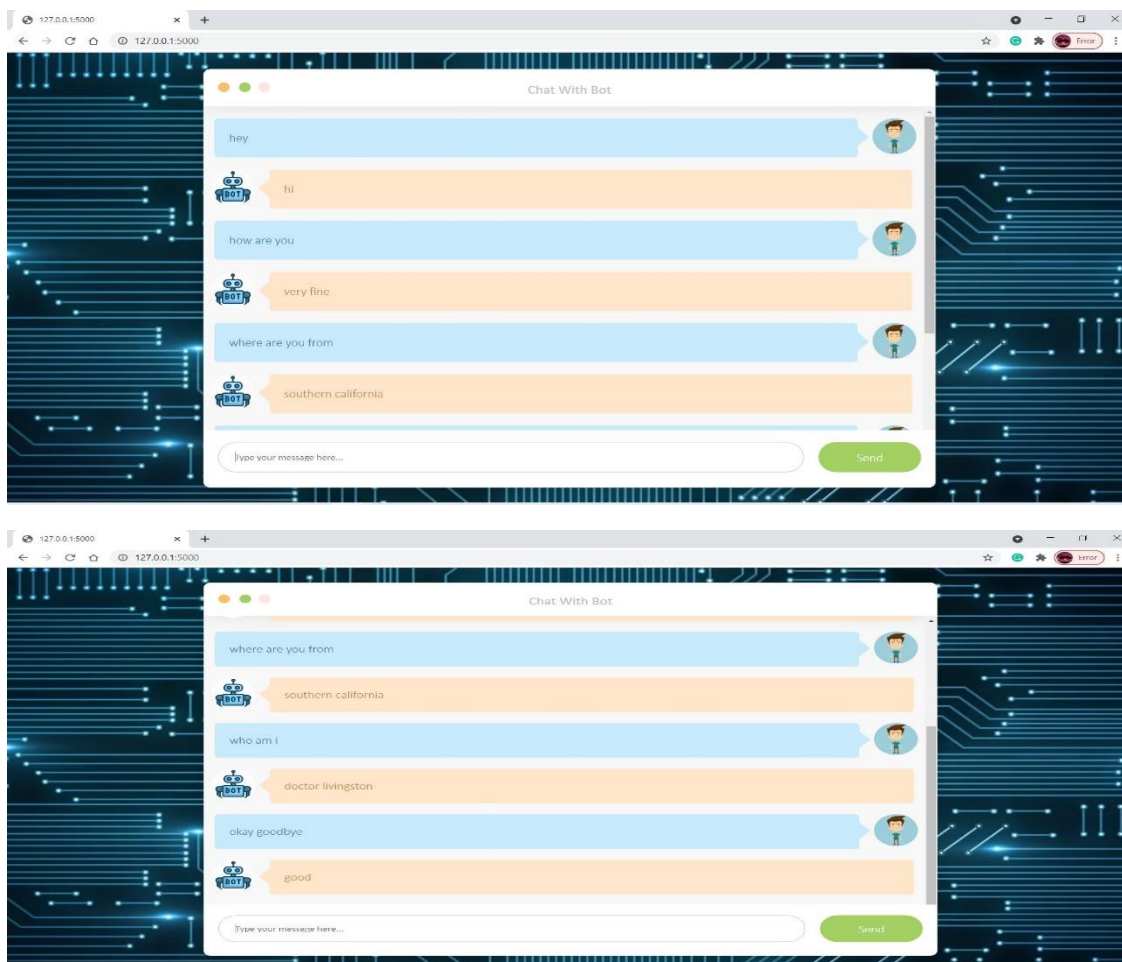 127.0.0.1:5000
127.0.0.1:5000
Error
Chat With Bot
hey
BOT
hi
how are you
BOT
very fine
where are you from
BOT
southern california
Type your message here...
Send
127.0.0.1:5000
127.0.0.1:5000
Error
Chat With Bot
where are you from
BOT
southern california
who am i
BOT
doctor livingston
okay goodbye
BOT
good
Type your message here...
Send